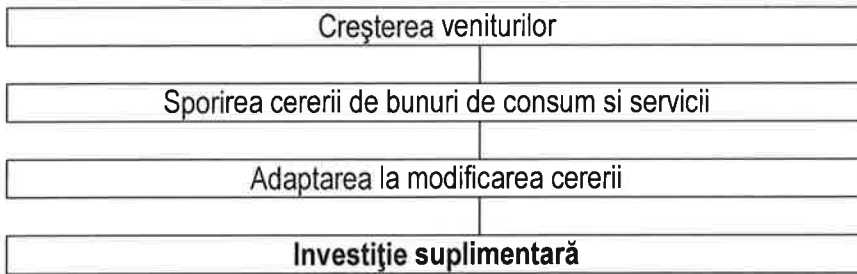 Creşterea veniturilor
Sporirea cererii de bunuri de consum si servicii
Adaptarea la modificarea cererii
Investiţie suplimentară